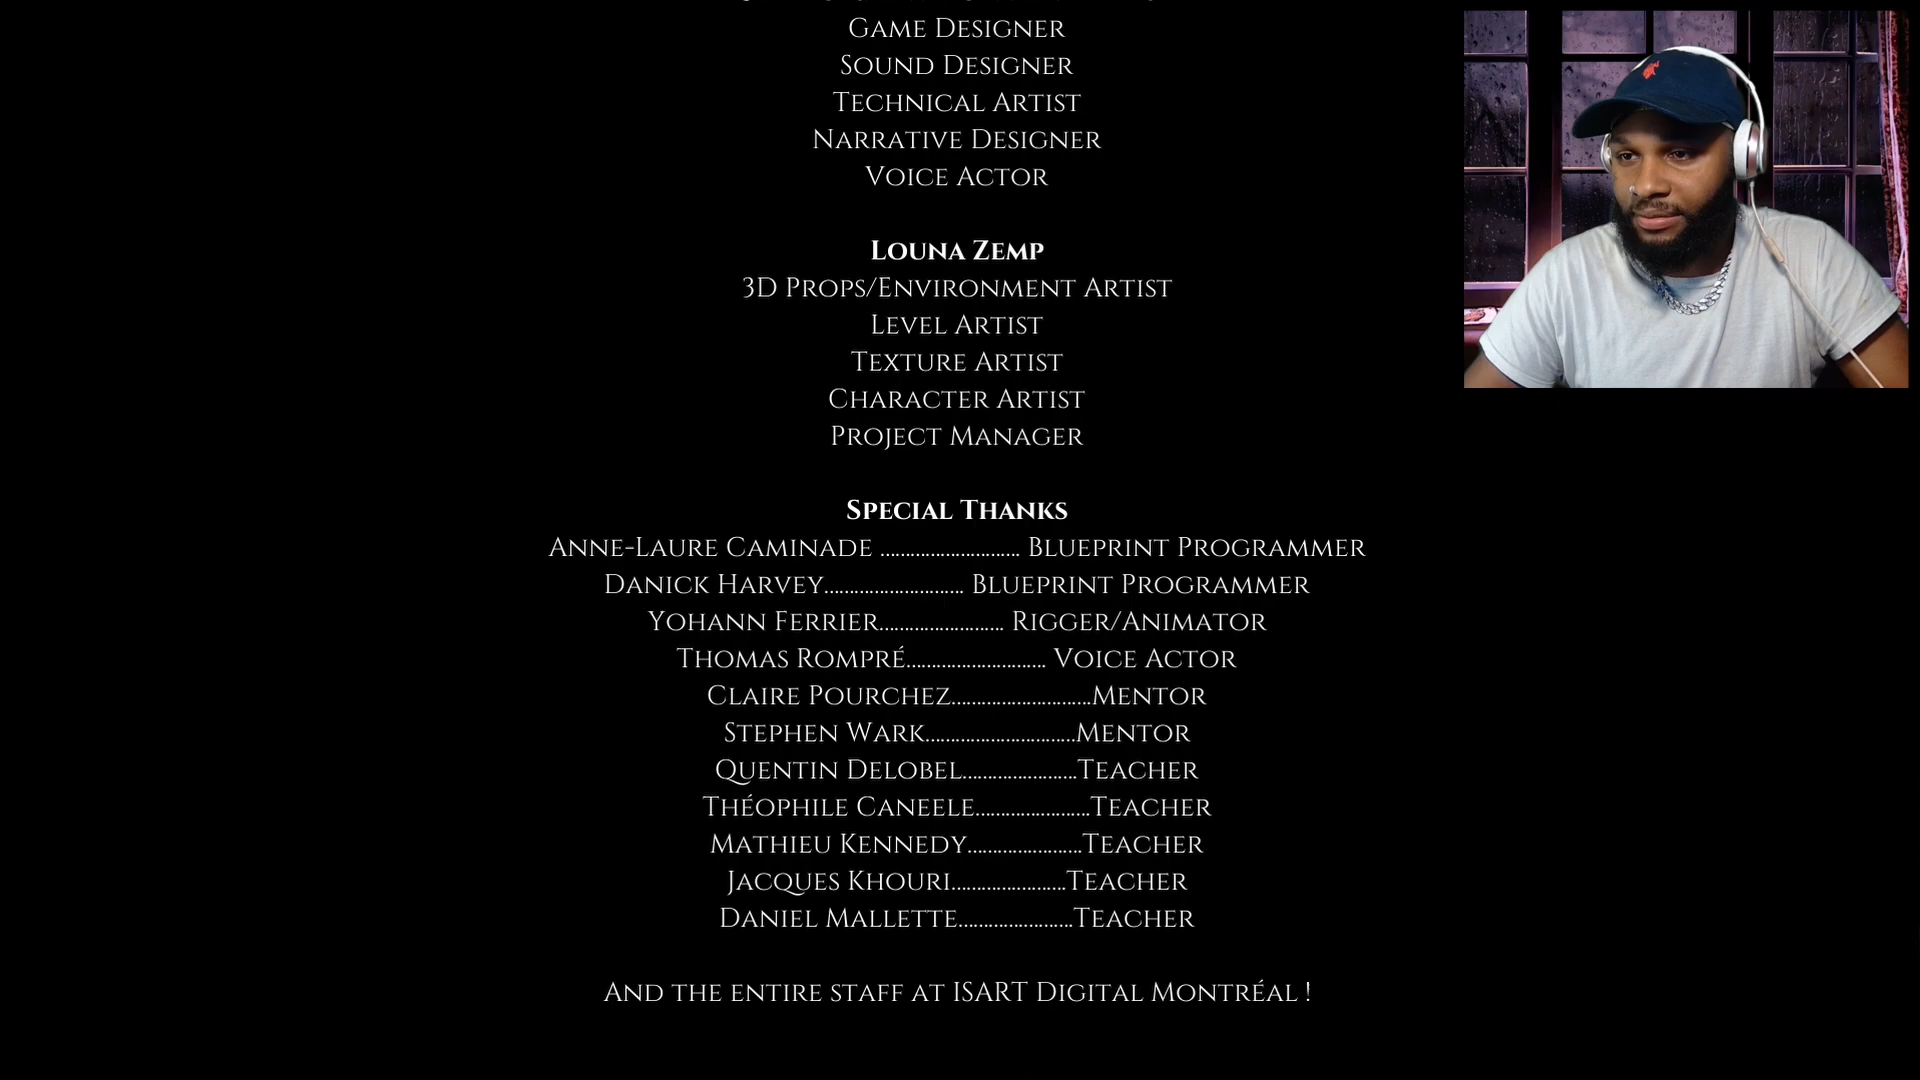 Game Designer
Sound Designer
Technical Artist
Narrative Designer
Voice Actor
Louna Zemp
3D Props/Environment Artist
Level Artist
Texture Artist
Character Artist
Project Manager
Special Thanks
Anne-Laure Caminade ........................... Blueprint Programmer
Danick Harvey........................... Blueprint Programmer
Yohann Ferrier........................ Rigger/Animator
Thomas Rompré........................... Voice Actor
Claire Pourchez...........................Mentor
Stephen Wark.............................Mentor
Quentin Delobel......................Teacher
Théophile Caneele......................Teacher
Mathieu Kennedy......................Teacher
Jacques Khouri......................Teacher
Daniel Mallette......................Teacher
And the entire staff at ISART Digital Montréal !